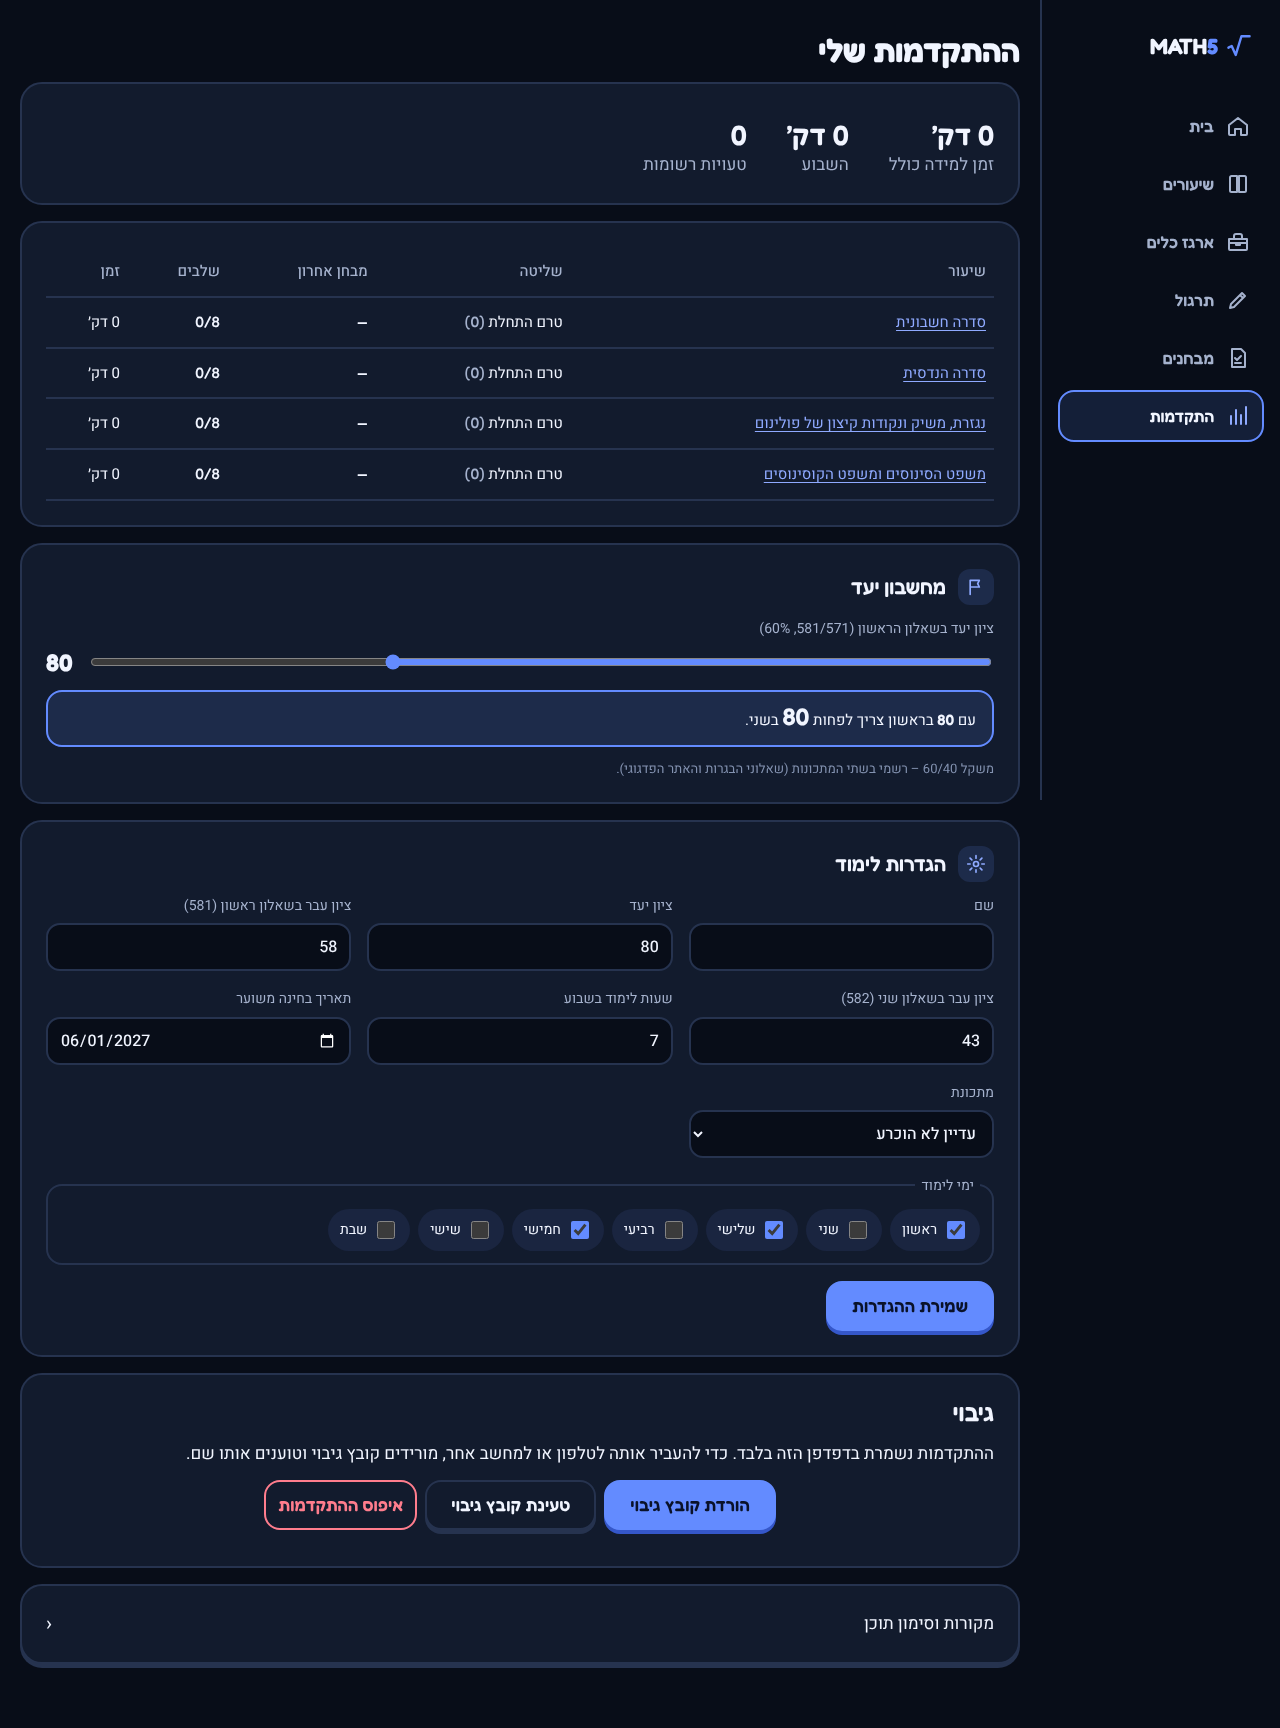 MATH5
בית
שיעורים
ארגז כלים
תרגול
מבחנים
התקדמות
ההתקדמות שלי
0 דק׳ 0 דק׳ 0
זמן למידה כולל השבוע טעויות רשומות
שיעור שליטה מבחן אחרון שלבים זמן
סדרה חשבונית טרם התחלת (0) – 0/8 0 דק׳
סדרה הנדסית טרם התחלת (0) – 0/8 0 דק׳
נגזרת, משיק ונקודות קיצון של פולינום טרם התחלת (0) – 0/8 0 דק׳
משפט הסינוסים ומשפט הקוסינוסים טרם התחלת (0) – 0/8 0 דק׳
מחשבון יעד
ציון יעד בשאלון הראשון (581/571, 60%)
80
עם 80 בראשון צריך לפחות 80 בשני.
משקל 60/40 – רשמי בשתי המתכונות (שאלוני הבגרות והאתר הפדגוגי).
הגדרות לימוד
שם ציון יעד ציון עבר בשאלון ראשון (581)
80 58
ציון עבר בשאלון שני (582) שעות לימוד בשבוע תאריך בחינה משוער
43 7 06/01/2027
מתכונת
עדיין לא הוכרע
ימי לימוד
ראשון שני שלישי רביעי חמישי שישי שבת
שמירת ההגדרות
גיבוי
ההתקדמות נשמרת בדפדפן הזה בלבד. כדי להעביר אותה לטלפון או למחשב אחר, מורידים קובץ גיבוי וטוענים אותו שם.
הורדת קובץ גיבוי טעינת קובץ גיבוי איפוס ההתקדמות
מקורות וסימון תוכן